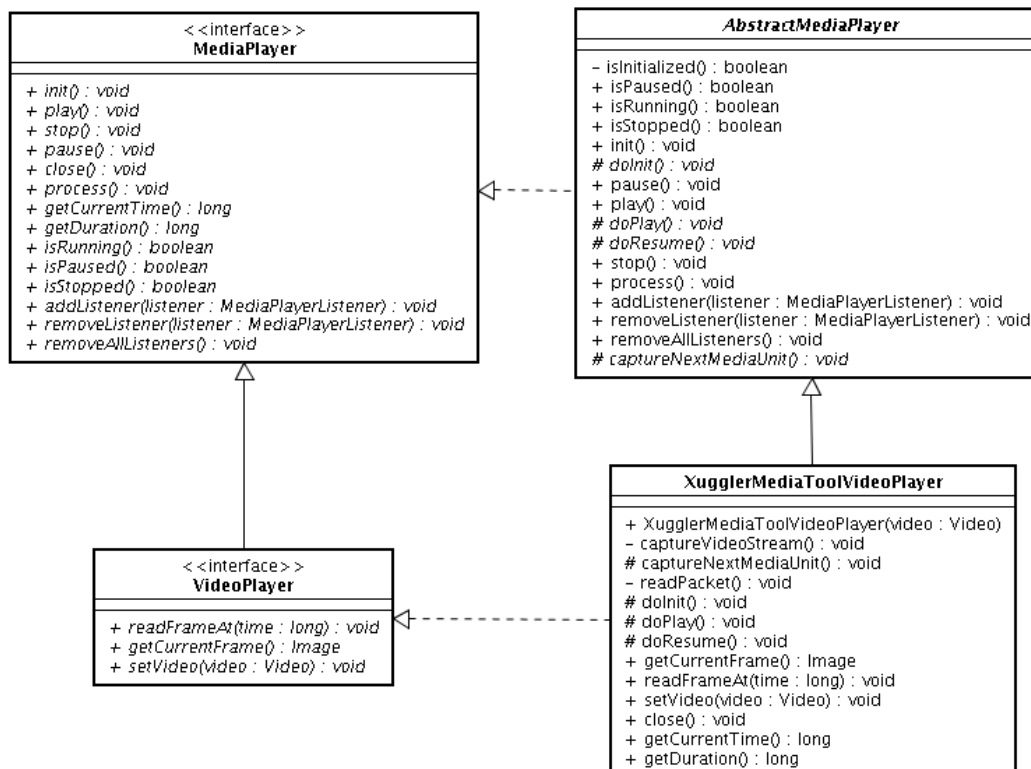 <<interface>>
MediaPlayer
+ init() : void
+ play() : void
+ stop() : void
+ pause() : void
+ close() : void
+ process() : void
+ getCurrentTime() : long
+ getDuration() : long
+ isRunning() : boolean
+ isPaused() : boolean
+ isStopped() : boolean
+ addListener(listener : MediaPlayerListener) : void
+ removeListener(listener : MediaPlayerListener) : void
+ removeAllListeners() : void
AbstractMediaPlayer
- isInitialized() : boolean
+ isPaused() : boolean
+ isRunning() : boolean
+ isStopped() : boolean
+ init() : void
# doInit() : void
+ pause() : void
+ play() : void
# doPlay() : void
# doResume() : void
+ stop() : void
+ process() : void
+ addListener(listener : MediaPlayerListener) : void
+ removeListener(listener : MediaPlayerListener) : void
+ removeAllListeners() : void
# captureNextMediaUnit() : void
<<interface>>
VideoPlayer
+ readFrameAt(time : long) : void
+ getCurrentFrame() : Image
+ setVideo(video : Video) : void
XugglerMediaToolVideoPlayer
+ XugglerMediaToolVideoPlayer(video : Video)
- captureVideoStream() : void
# captureNextMediaUnit() : void
- readPacket() : void
# doInit() : void
# doPlay() : void
# doResume() : void
+ getCurrentFrame() : Image
+ readFrameAt(time : long) : void
+ setVideo(video : Video) : void
+ close() : void
+ getCurrentTime() : long
+ getDuration() : long